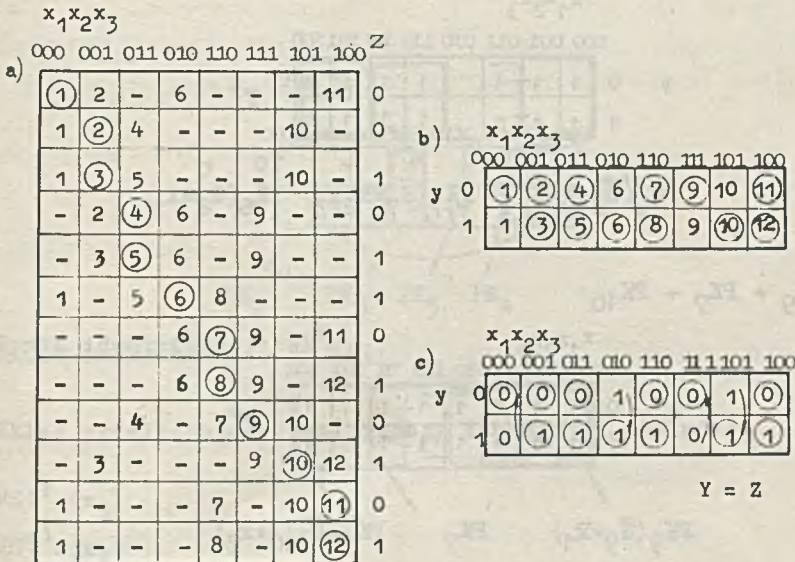 x₁x₂x₃
000 001 011 010 110 111 101 100 Z
a)
① 2 - 6 - - - 11 0
1 ② 4 - - - 10 - 0
1 ③ 5 - - - 10 - 1
- 2 ④ 6 - 9 - - 0
- 3 ⑤ 6 - 9 - - 1
1 - 5 ⑥ 8 - - - 1
- - - 6 ⑦ 9 - 11 0
- - - 6 ⑧ 9 - 12 1
- - 4 - 7 ⑨ 10 - 0
- 3 - - - 9 ⑩ 12 1
1 - - - 7 - 10 ⑪ 0
1 - - - 8 - 10 ⑫ 1
b)
x₁x₂x₃
000 001 011 010 110 111 101 100
y 0 ① ② ④ 6 ⑦ ⑨ 10 ⑪
1 1 ③ ⑤ ⑥ ⑧ 9 ⑩ ⑫
c)
x₁x₂x₃
000 001 011 010 110 111 101 100
y 0 ⓪ ⓪ ⓪ 1 ⓪ ⓪ 1 ⓪
1 0 ① ① ① ① 0 ① ①
Y = Z